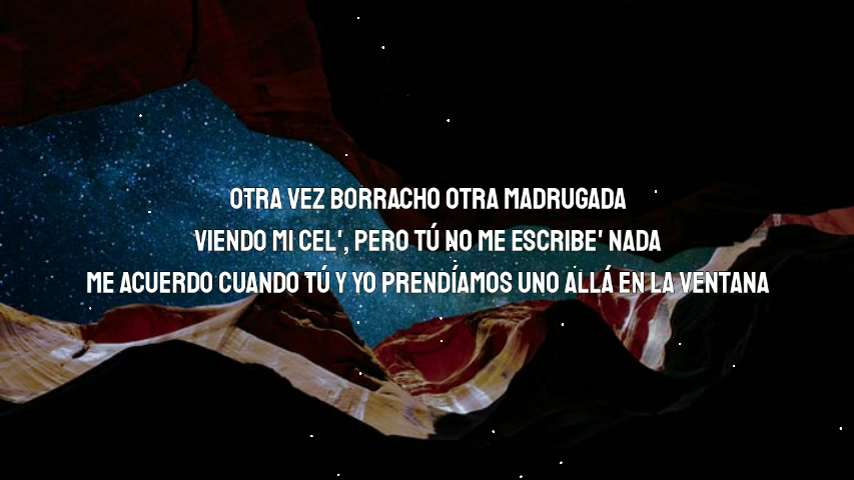 OTRA VEZ BORRACHO OTRA MADRUGADA
VIENDO MI CEL', PERO TÚ NO ME ESCRIBE' NADA
ME ACUERDO CUANDO TÚ Y YO PRENDÍAMOS UNO ALLÁ EN LA VENTANA